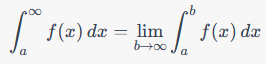 ∫_a^∞ f(x) dx = lim_{b→∞} ∫_a^b f(x) dx